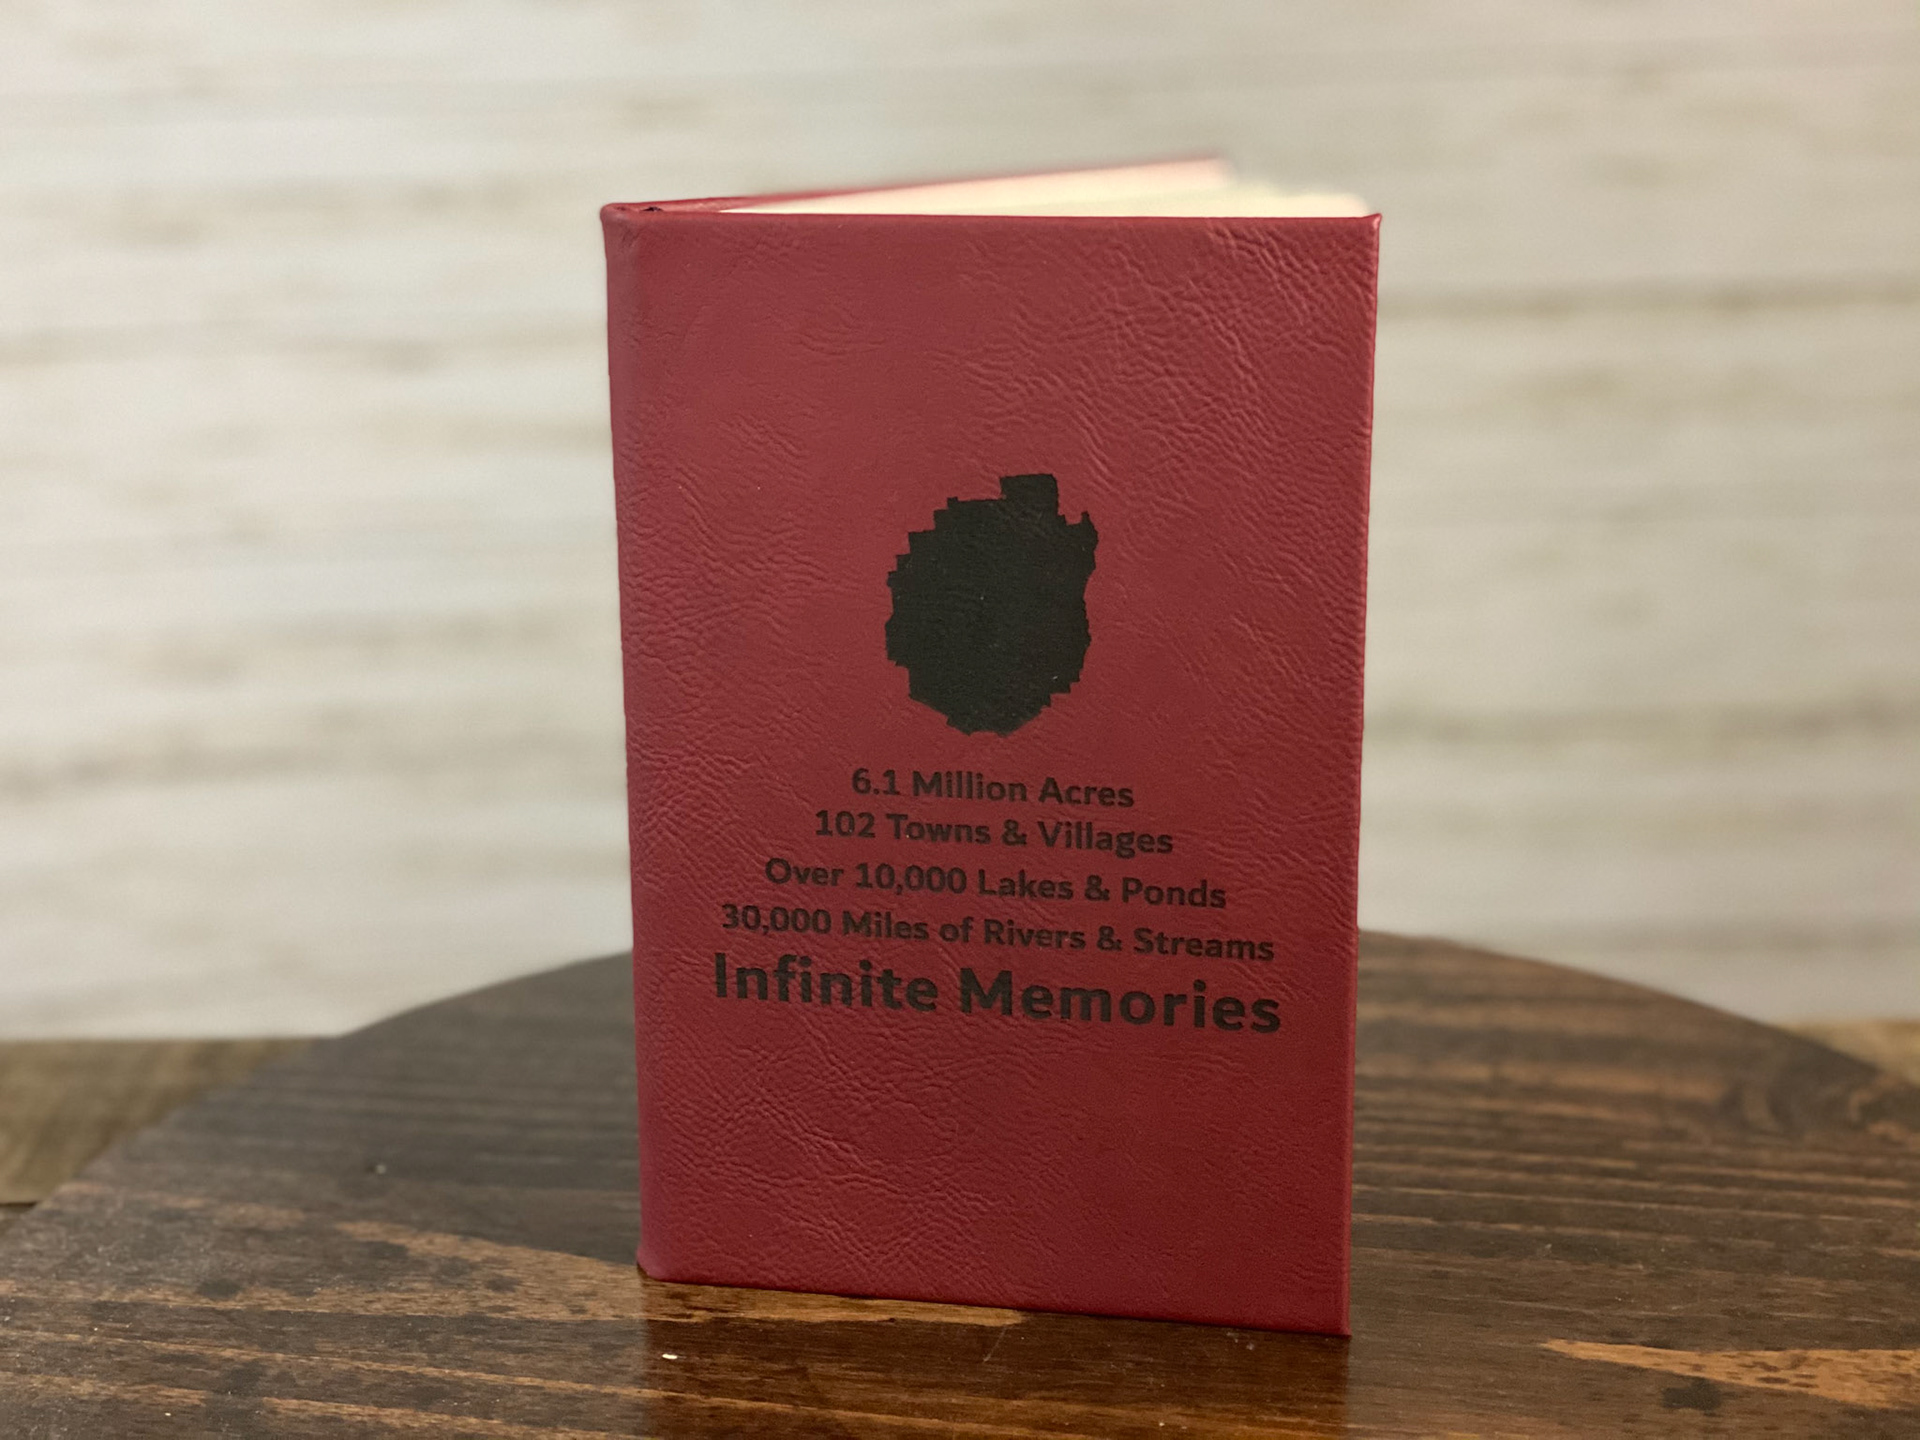 6.1 Million Acres
102 Towns & Villages
Over 10,000 Lakes & Ponds
30,000 Miles of Rivers & Streams
Infinite Memories